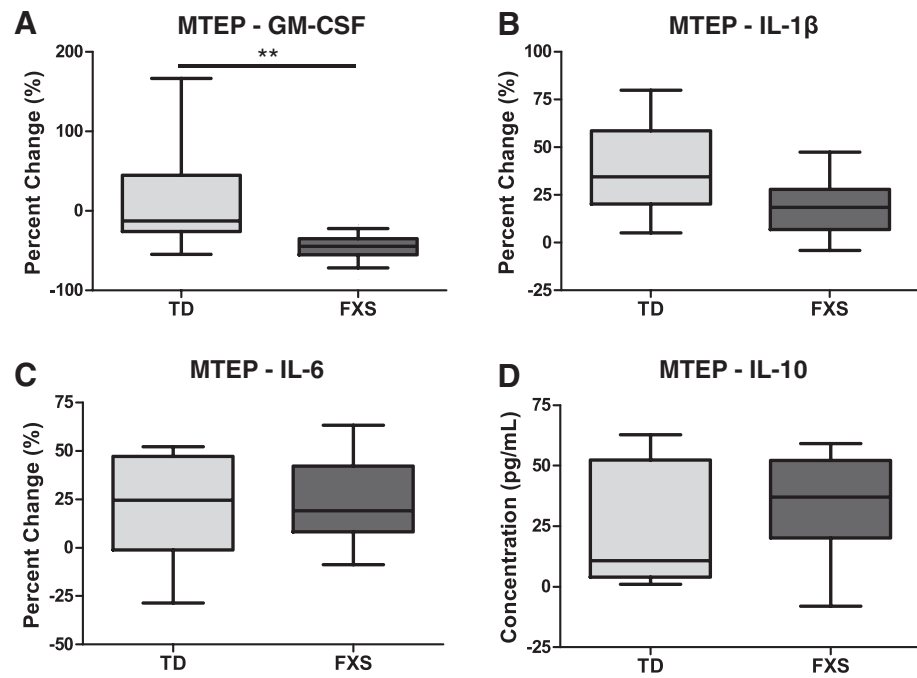 A
MTEP - GM-CSF
**
Percent Change (%)
200
100
0
-100
TD
FXS
B
MTEP - IL-1β
Percent Change (%)
100
75
50
25
0
-25
TD
FXS
C
MTEP - IL-6
Percent Change (%)
75
50
25
0
-25
-50
TD
FXS
D
MTEP - IL-10
Concentration (pg/mL)
75
50
25
0
-25
TD
FXS